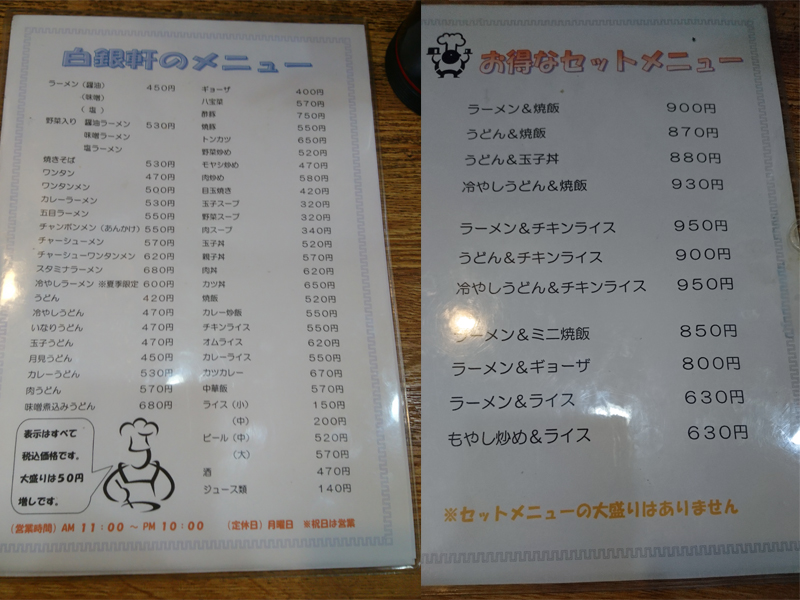 白銀軒のメニュー
ラーメン（醤油） 450円
（味噌）
（ 塩 ）
野菜入り 醤油ラーメン 530円
味噌ラーメン
塩ラーメン
焼きそば 530円
ワンタン 470円
ワンタンメン 500円
カレーラーメン 530円
五目ラーメン 550円
チャンポンメン（あんかけ） 550円
チャーシューメン 570円
チャーシューワンタンメン 620円
スタミナラーメン 680円
冷やしラーメン ※夏季限定 600円
うどん 420円
冷やしうどん 470円
いなりうどん 470円
玉子うどん 470円
月見うどん 450円
カレーうどん 530円
肉うどん 570円
味噌煮込みうどん 680円
ギョーザ 400円
八宝菜 570円
酢豚 750円
焼豚 550円
トンカツ 650円
野菜炒め 520円
モヤシ炒め 470円
肉炒め 580円
目玉焼き 420円
玉子スープ 320円
野菜スープ 320円
肉スープ 340円
玉子丼 520円
親子丼 570円
肉丼 620円
カツ丼 650円
焼飯 520円
カレー炒飯 550円
チキンライス 550円
オムライス 620円
カレーライス 550円
カツカレー 670円
中華飯 570円
ライス（小） 150円
（中） 200円
ビール（中） 520円
（大） 570円
酒 470円
ジュース類 140円
表示はすべて
税込価格です。
大盛りは50円
増しです。
（営業時間）AM 11：00 ～ PM 10：00 （定休日）月曜日 ※祝日は営業
お得なセットメニュー
ラーメン＆焼飯 900円
うどん＆焼飯 870円
うどん＆玉子丼 880円
冷やしうどん＆焼飯 930円
ラーメン＆チキンライス 950円
うどん＆チキンライス 900円
冷やしうどん＆チキンライス 950円
ラーメン＆ミニ焼飯 850円
ラーメン＆ギョーザ 800円
ラーメン＆ライス 630円
もやし炒め＆ライス 630円
※セットメニューの大盛りはありません